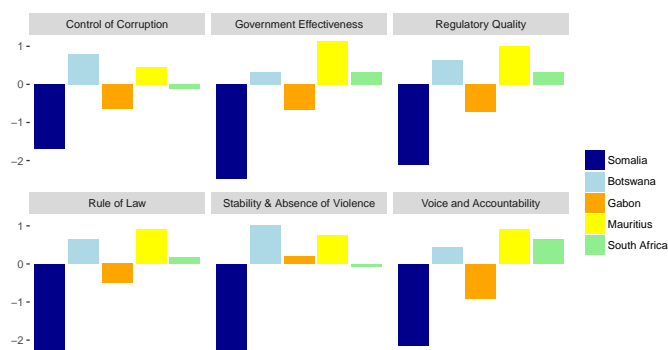 Control of Corruption
Government Effectiveness
Regulatory Quality
1
0
−1
−2
Rule of Law
Stability & Absence of Violence
Voice and Accountability
1
0
−1
−2
Somalia
Botswana
Gabon
Mauritius
South Africa